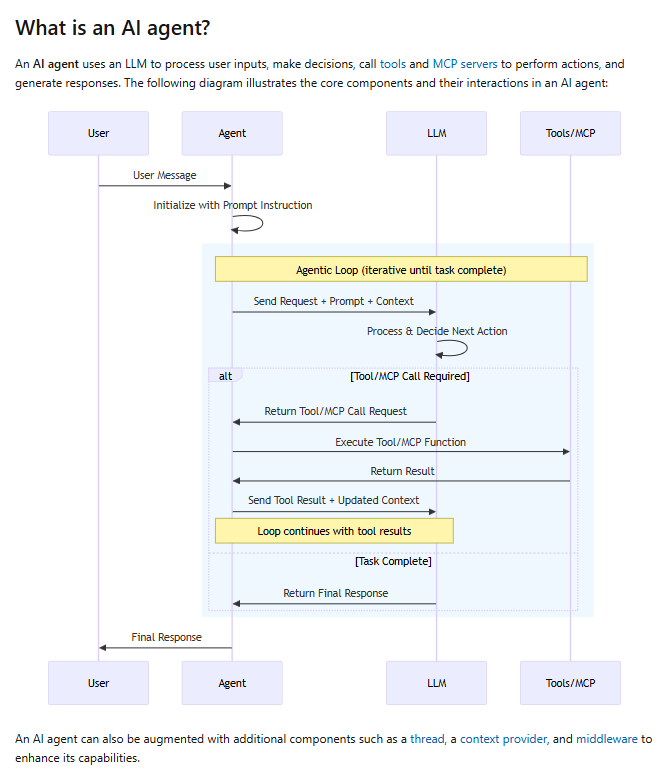 What is an AI agent?
An AI agent uses an LLM to process user inputs, make decisions, call tools and MCP servers to perform actions, and
generate responses. The following diagram illustrates the core components and their interactions in an AI agent:
User
Agent
LLM
Tools/MCP
User Message
Initialize with Prompt Instruction
Agentic Loop (iterative until task complete)
Send Request + Prompt + Context
Process & Decide Next Action
alt
[Tool/MCP Call Required]
Return Tool/MCP Call Request
Execute Tool/MCP Function
Return Result
Send Tool Result + Updated Context
Loop continues with tool results
[Task Complete]
Return Final Response
Final Response
User
Agent
LLM
Tools/MCP
An AI agent can also be augmented with additional components such as a thread, a context provider, and middleware to
enhance its capabilities.